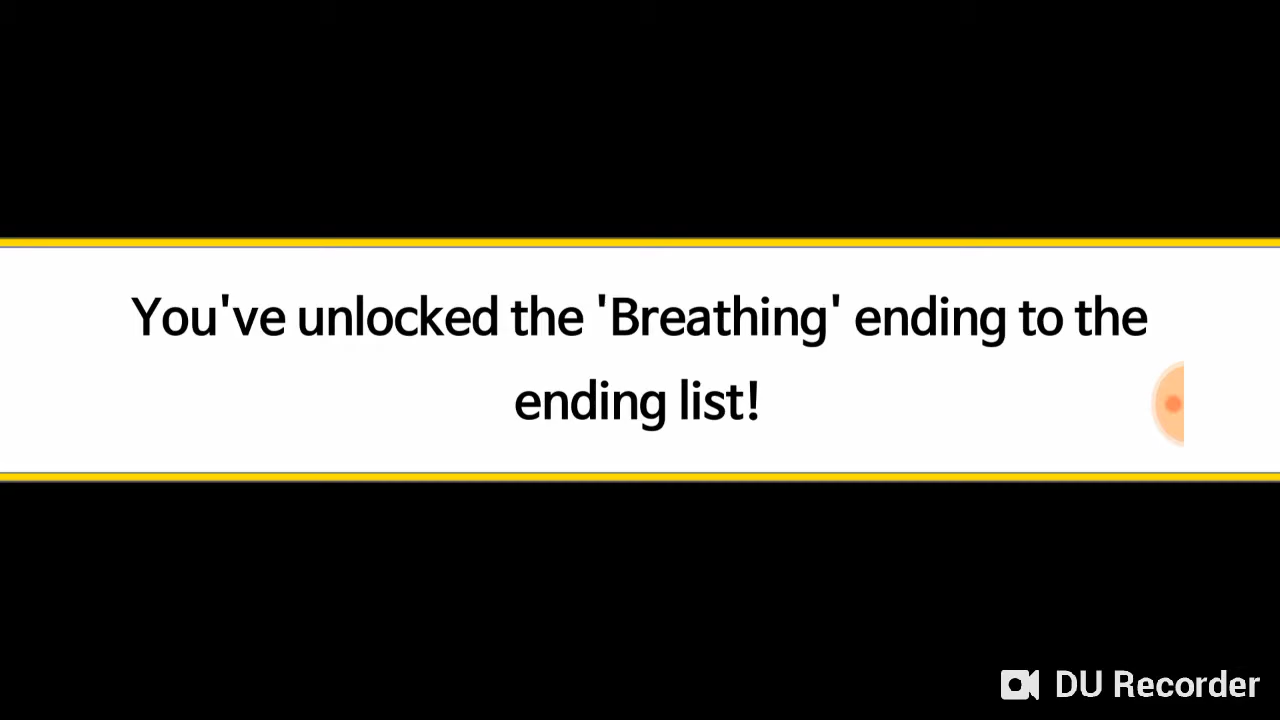 You've unlocked the 'Breathing' ending to the
ending list!
DU Recorder